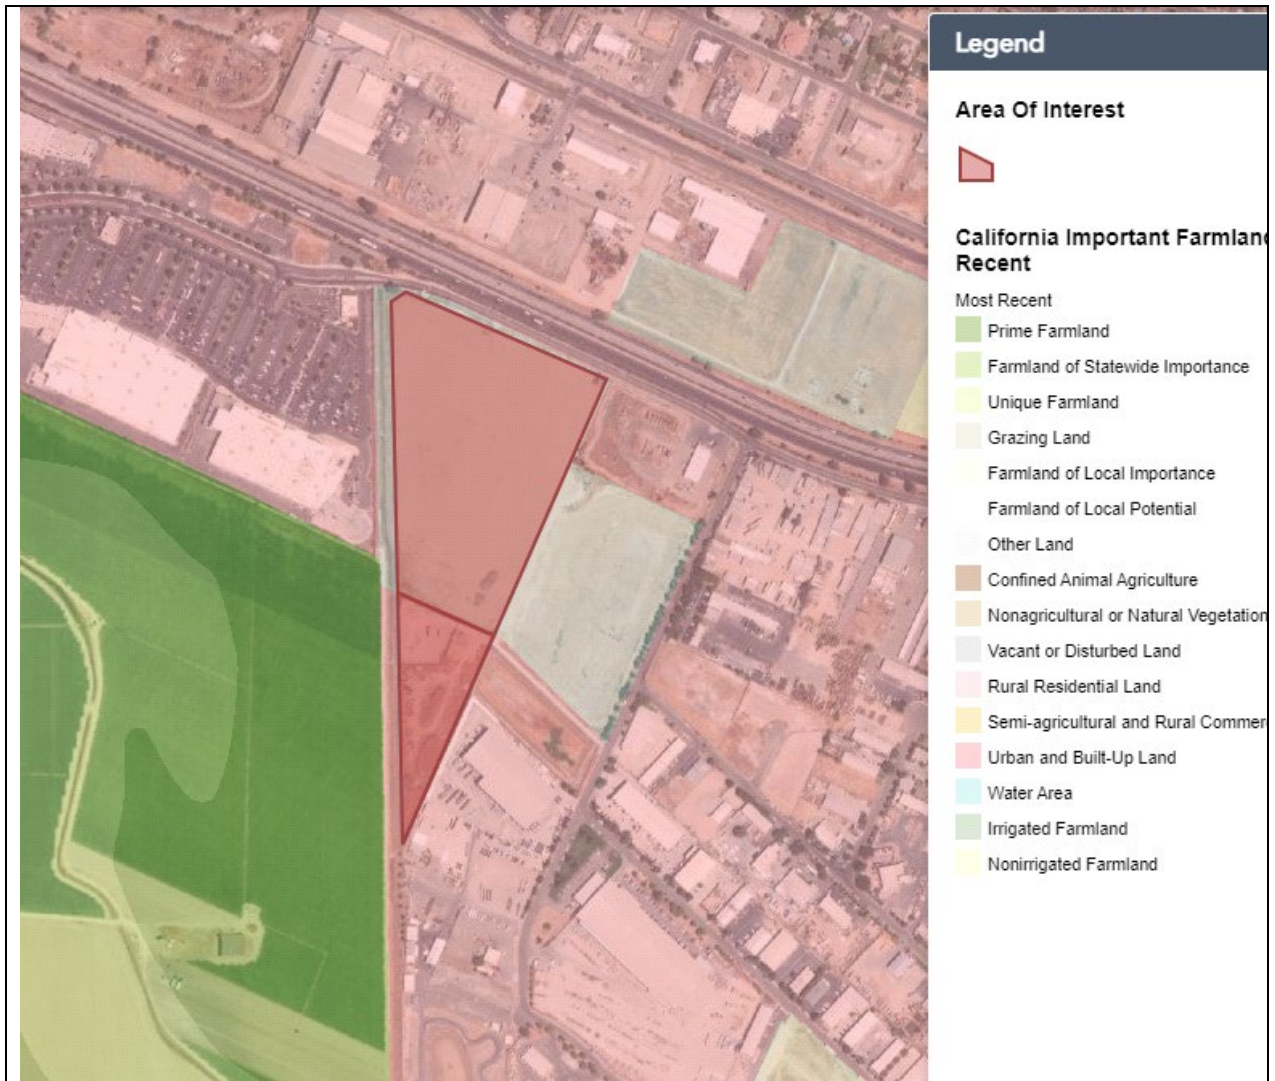 Legend
Area Of Interest
California Important Farmland
Recent
Most Recent
Prime Farmland
Farmland of Statewide Importance
Unique Farmland
Grazing Land
Farmland of Local Importance
Farmland of Local Potential
Other Land
Confined Animal Agriculture
Nonagricultural or Natural Vegetation
Vacant or Disturbed Land
Rural Residential Land
Semi-agricultural and Rural Commer
Urban and Built-Up Land
Water Area
Irrigated Farmland
Nonirrigated Farmland